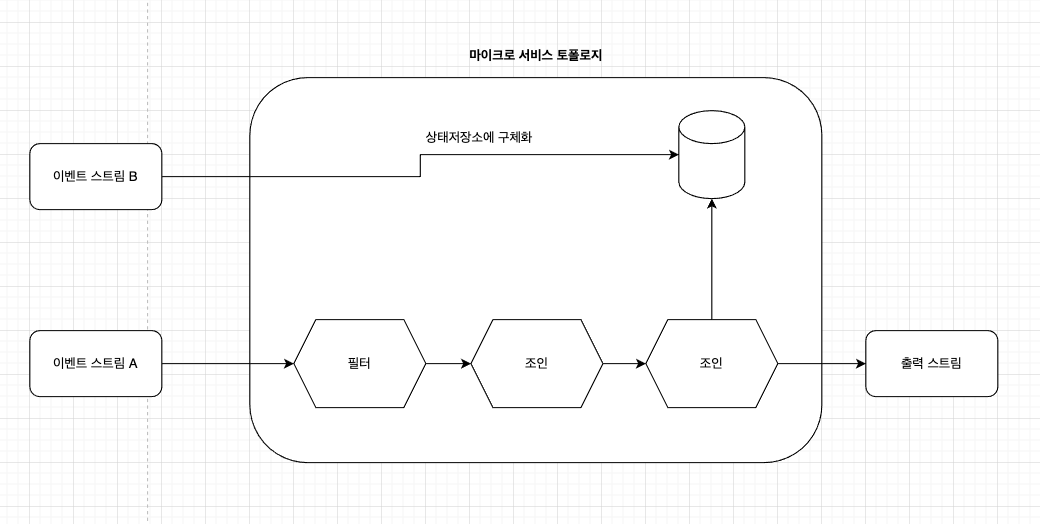 마이크로 서비스 토폴로지
상태저장소에 구체화
이벤트 스트림 B
이벤트 스트림 A
필터
조인
조인
출력 스트림